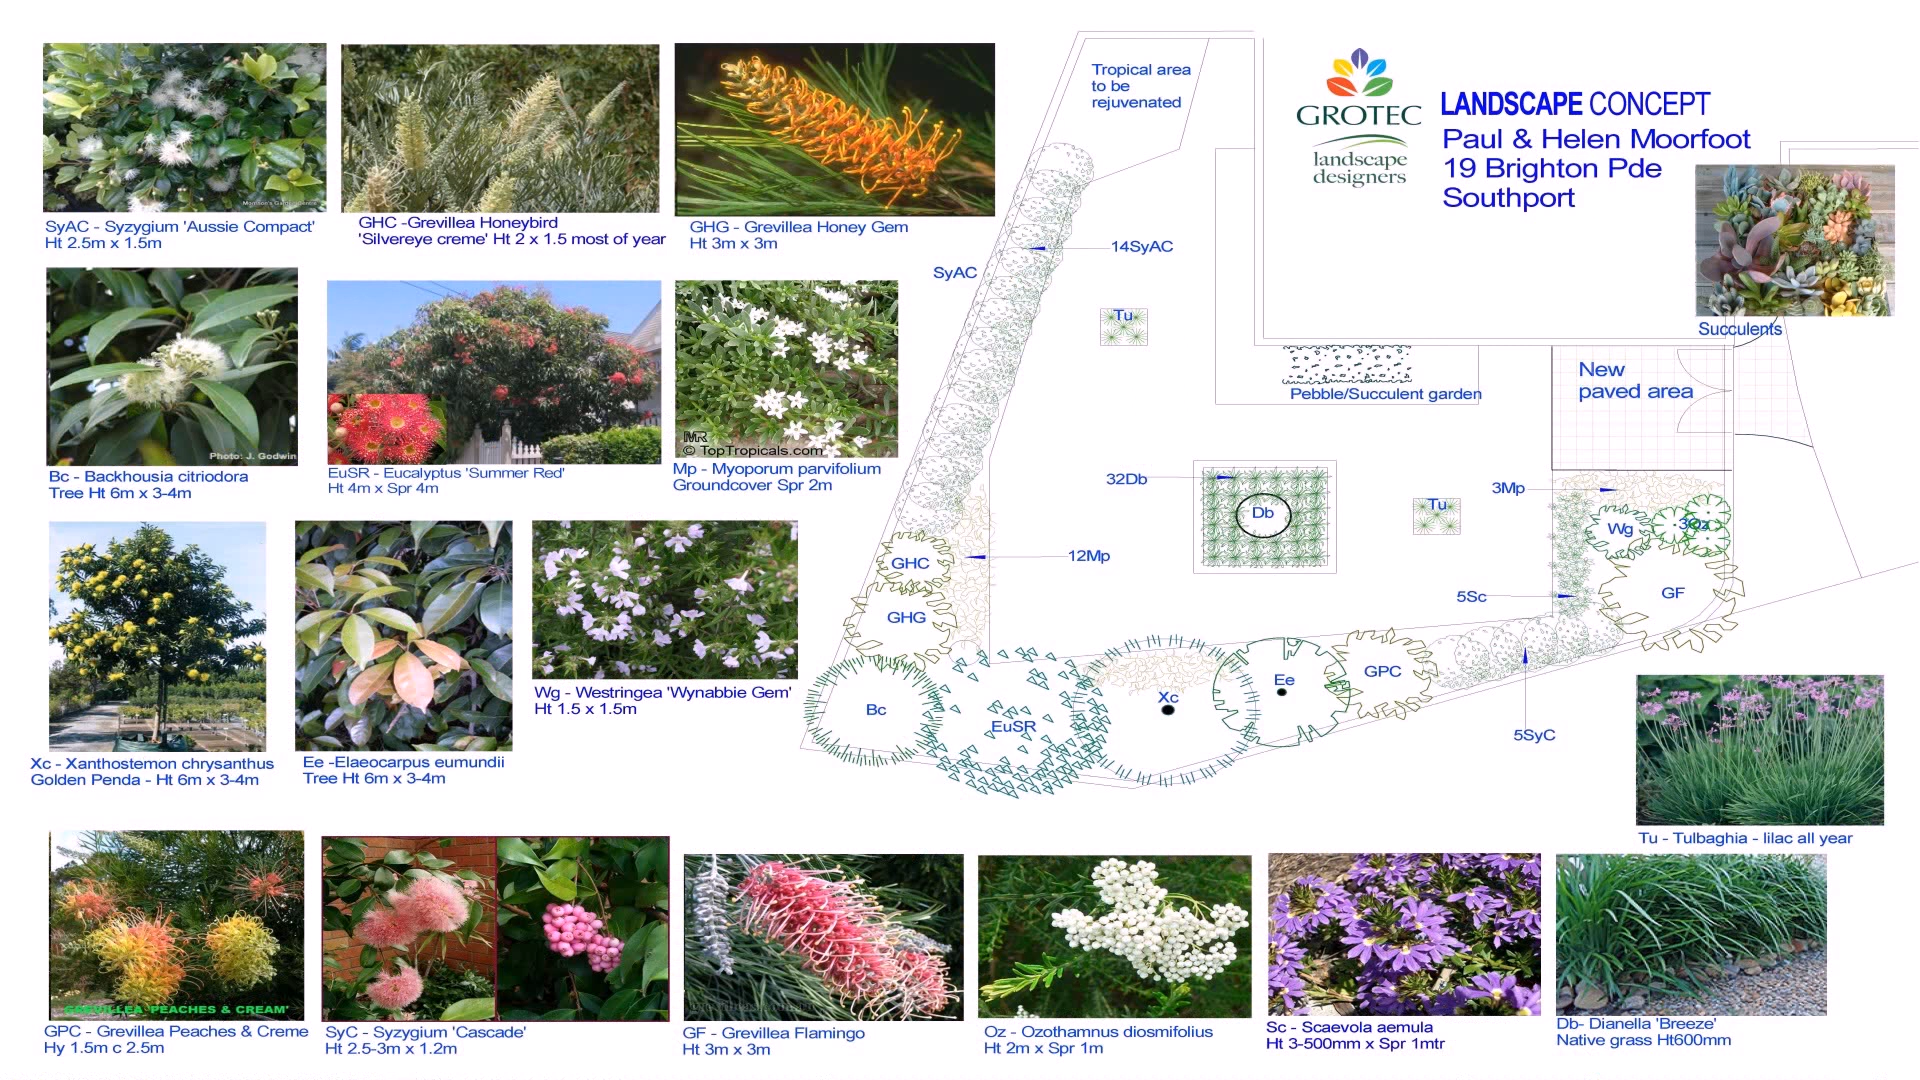 GROTEC
landscape
designers
LANDSCAPE CONCEPT
Paul & Helen Moorfoot
19 Brighton Pde
Southport
SyAC - Syzygium 'Aussie Compact'
Ht 2.5m x 1.5m
GHC -Grevillea Honeybird
'Silvereye creme' Ht 2 x 1.5 most of year
GHG - Grevillea Honey Gem
Ht 3m x 3m
Photo: J. Godwin
Bc - Backhousia citriodora
Tree Ht 6m x 3-4m
EuSR - Eucalyptus 'Summer Red'
Ht 4m x Spr 4m
MR
© TopTropicals.com
Mp - Myoporum parvifolium
Groundcover Spr 2m
Xc - Xanthostemon chrysanthus
Golden Penda - Ht 6m x 3-4m
Ee -Elaeocarpus eumundii
Tree Ht 6m x 3-4m
Wg - Westringea 'Wynabbie Gem'
Ht 1.5 x 1.5m
Tropical area
to be
rejuvenated
14SyAC
SyAC
Tu
Succulents
Pebble/Succulent garden
New
paved area
32Db
Db
Tu
3Mp
Wg
3Oz
GHC
12Mp
GHG
5Sc
GF
Bc
EuSR
Xc
Ee
GPC
5SyC
Tu - Tulbaghia - lilac all year
GREVILLEA 'PEACHES & CREAM'
GPC - Grevillea Peaches & Creme
Hy 1.5m c 2.5m
SyC - Syzygium 'Cascade'
Ht 2.5-3m x 1.2m
GF - Grevillea Flamingo
Ht 3m x 3m
Oz - Ozothamnus diosmifolius
Ht 2m x Spr 1m
Sc - Scaevola aemula
Ht 3-500mm x Spr 1mtr
Db- Dianella 'Breeze'
Native grass Ht600mm